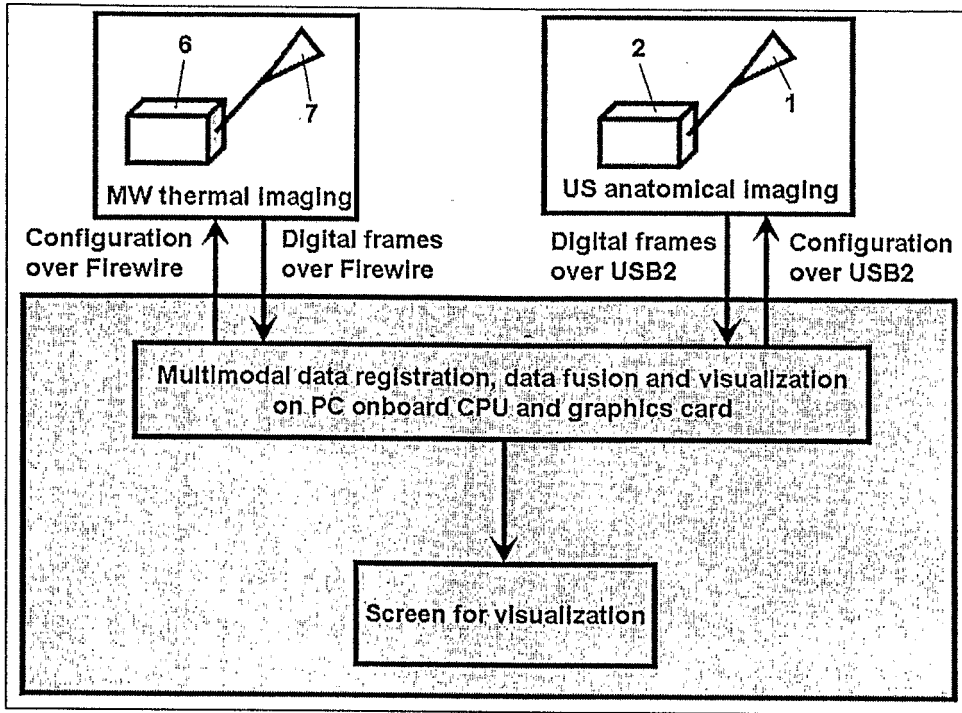 6
7
MW thermal imaging
2
1
US anatomical imaging
Configuration
over Firewire
Digital frames
over Firewire
Digital frames
over USB2
Configuration
over USB2
Multimodal data registration, data fusion and visualization
on PC onboard CPU and graphics card
Screen for visualization